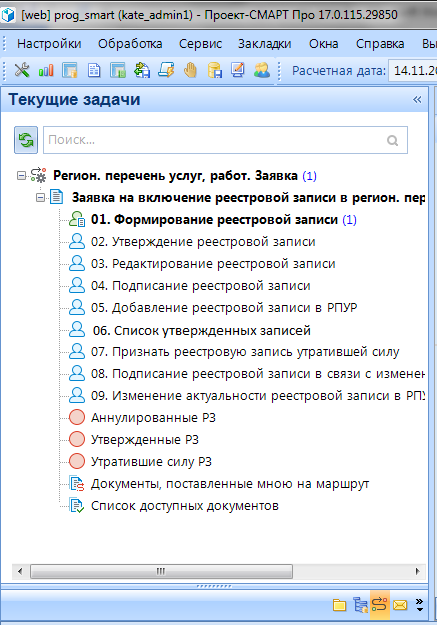 [web] prog_smart (kate_admin1) - Проект-СМАРТ Про 17.0.115.29850
Настройки Обработка Сервис Закладки Окна Справка Вы
Расчетная дата: 14.11.20
Текущие задачи
Поиск...
Регион. перечень услуг, работ. Заявка (1)
Заявка на включение реестровой записи в регион. пер
01. Формирование реестровой записи (1)
02. Утверждение реестровой записи
03. Редактирование реестровой записи
04. Подписание реестровой записи
05. Добавление реестровой записи в РПУР
06. Список утвержденных записей
07. Признать реестровую запись утратившей силу
08. Подписание реестровой записи в связи с изменен
09. Изменение актуальности реестровой записи в РПУ
Аннулированные РЗ
Утвержденные РЗ
Утратившие силу РЗ
Документы, поставленные мною на маршрут
Список доступных документов